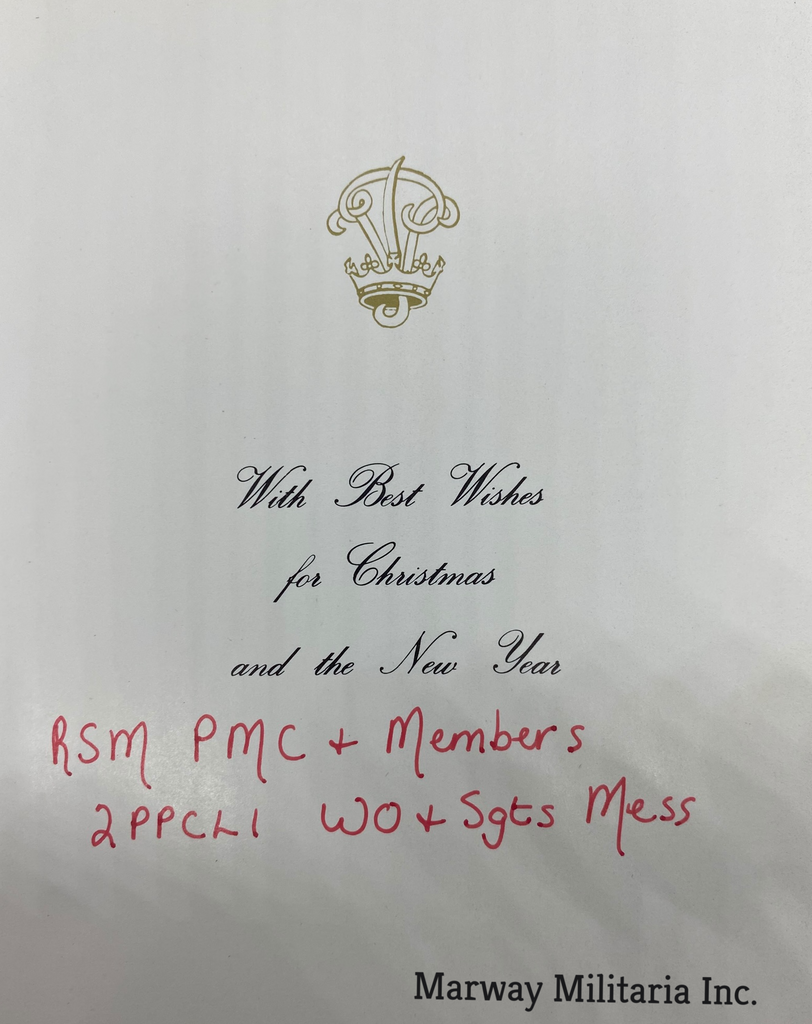 With Best Wishes
for Christmas
and the New Year
RSM PMC + Members
2PPCLI WO + Sgts Mess
Marway Militaria Inc.